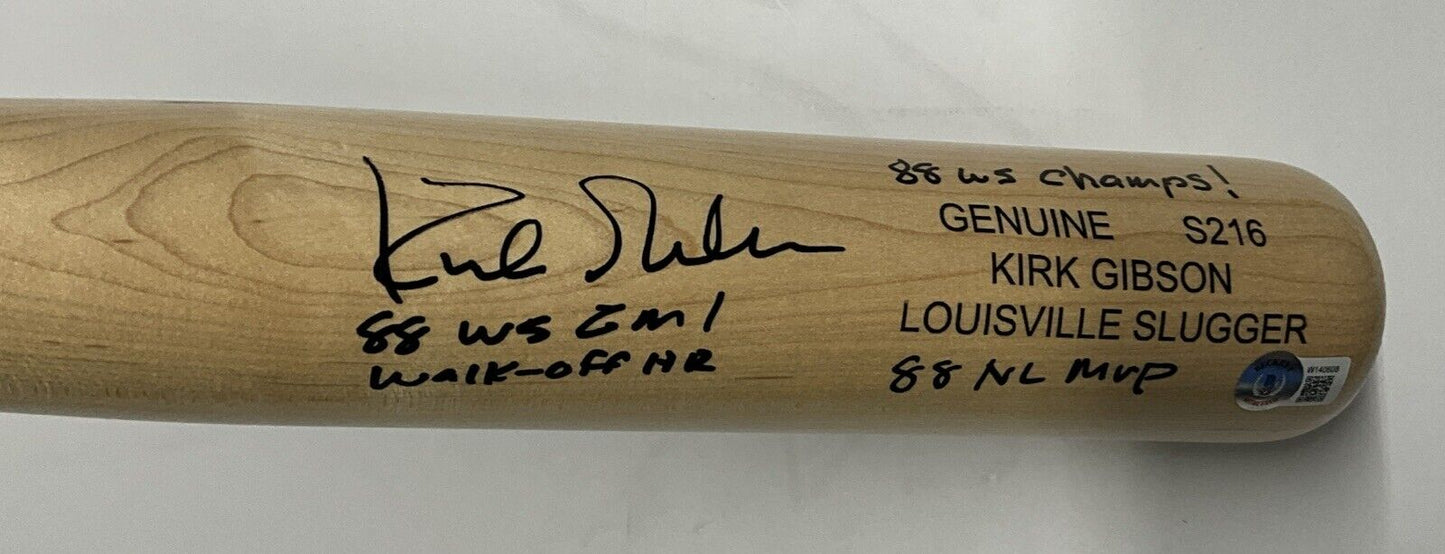 Kirk Gibson
88 WS GM 1
WALK-OFF HR
88 WS Champs!
GENUINE S216
KIRK GIBSON
LOUISVILLE SLUGGER
88 NL MVP
W140608